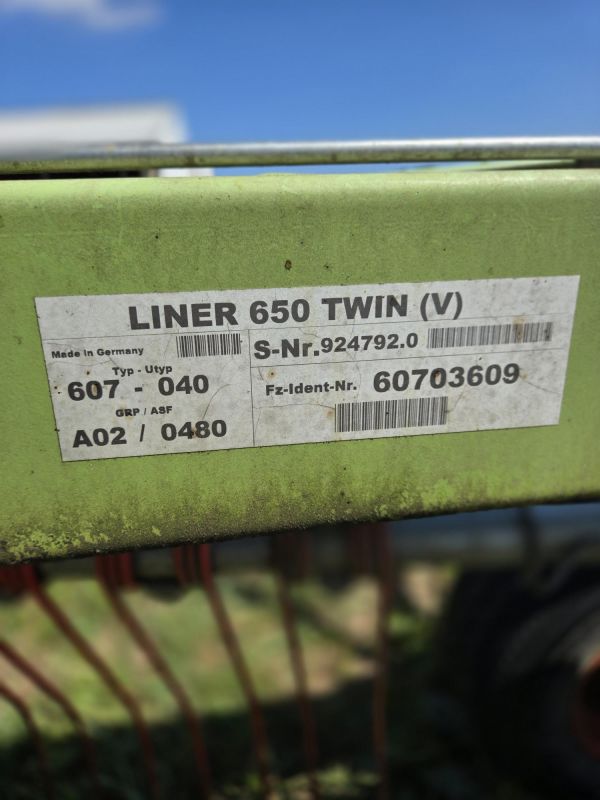 LINER 650 TWIN (V)
Made in Germany
S-Nr.924792.0
Typ - Utyp
607 - 040
Fz-Ident-Nr. 60703609
GRP / ASF
A02 / 0480